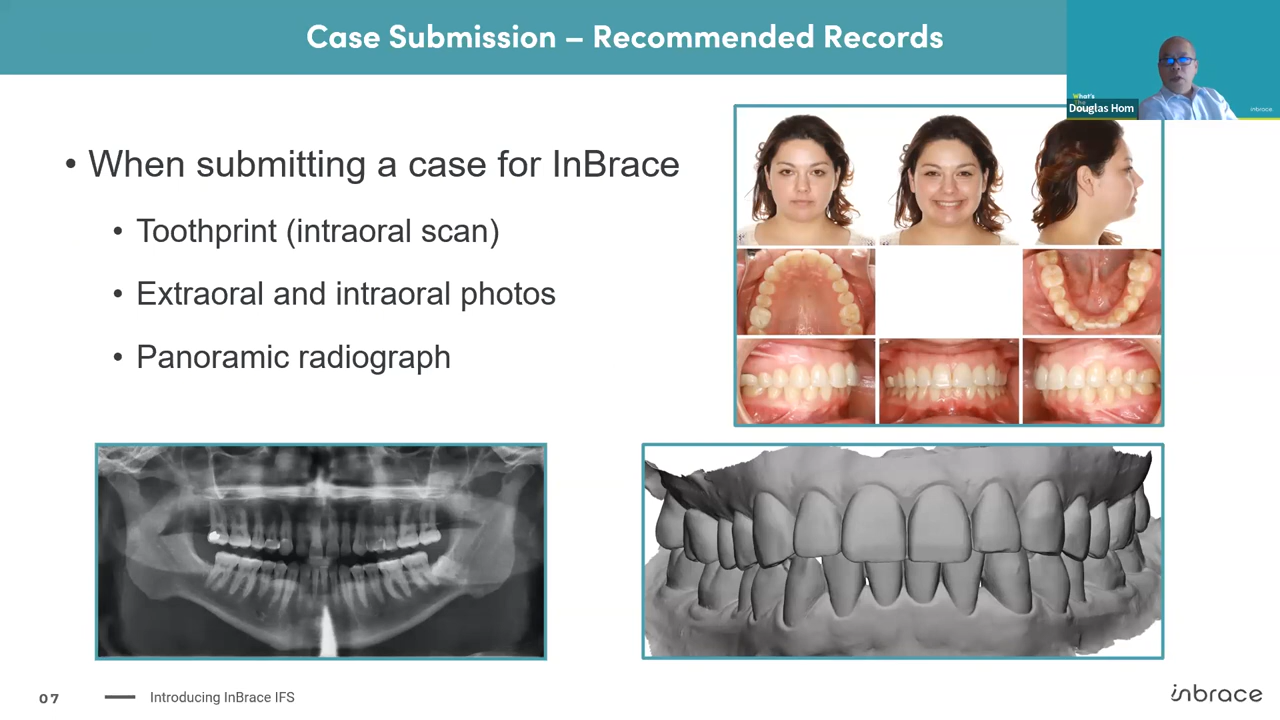 Case Submission – Recommended Records
What's
Douglas Hom
inbrace
• When submitting a case for InBrace
• Toothprint (intraoral scan)
• Extraoral and intraoral photos
• Panoramic radiograph
07
Introducing InBrace IFS
inbrace